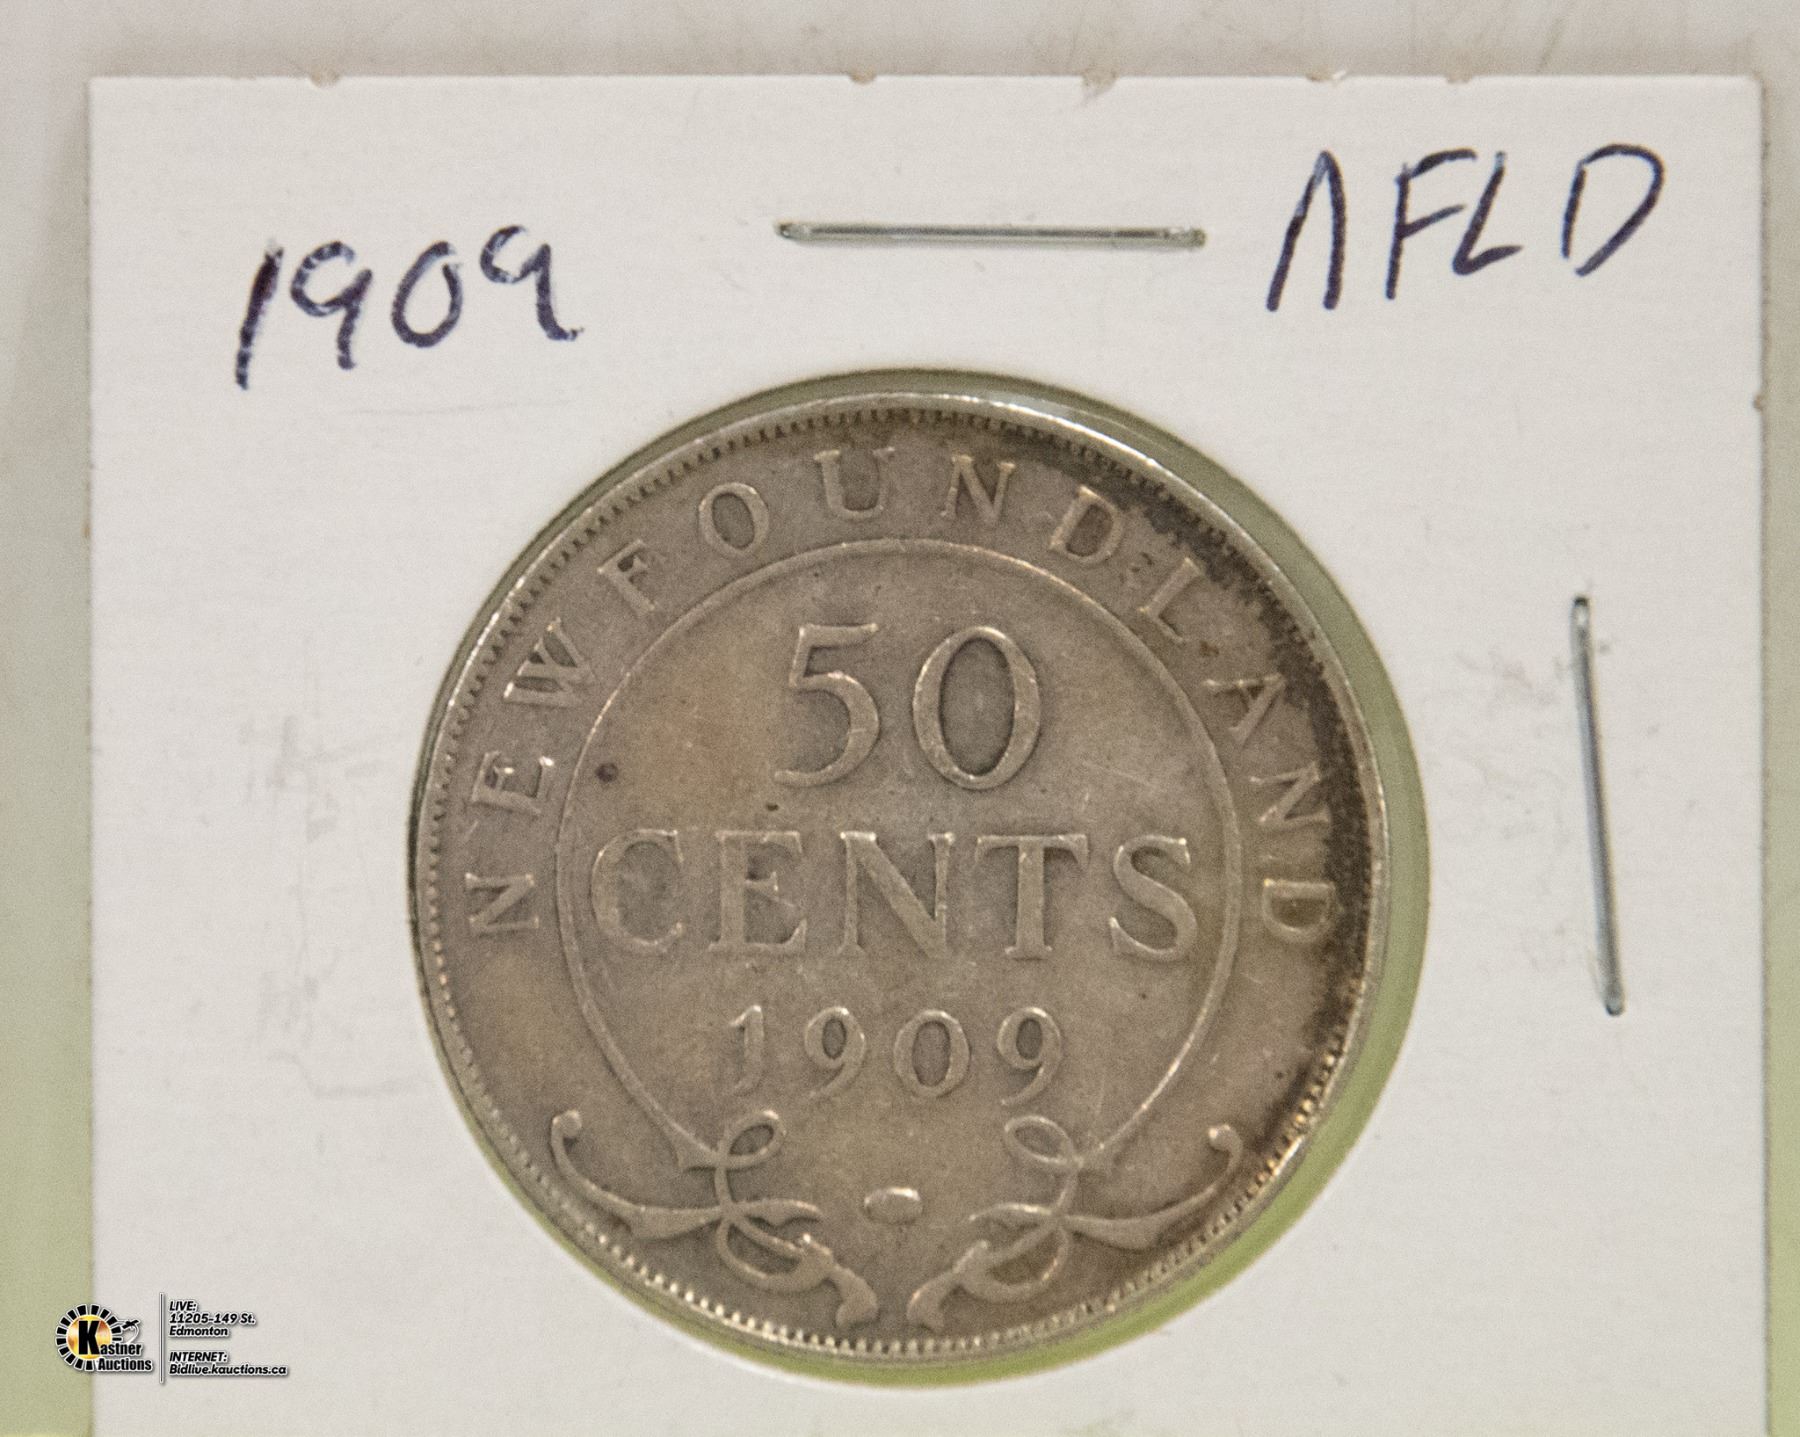 1909
NFLD
NEWFOUNDLAND
50
CENTS
1909
Kastner
Auctions
LIVE:
11205-149 St.
Edmonton
INTERNET:
Bidlive.kauctions.ca